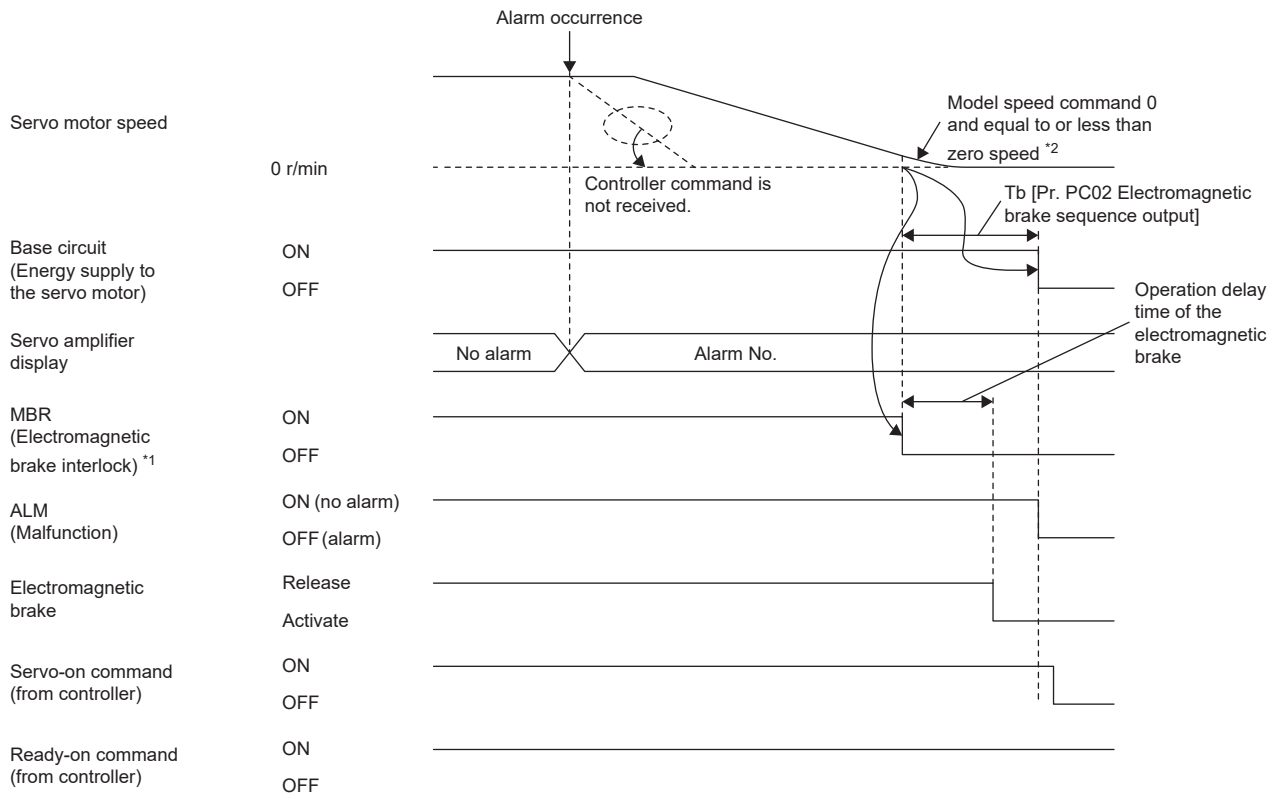 Alarm occurrence
Servo motor speed
0 r/min
Model speed command 0
and equal to or less than
zero speed *2
Controller command is
not received.
Tb [Pr. PC02 Electromagnetic
brake sequence output]
Base circuit
(Energy supply to
the servo motor)
ON
OFF
Operation delay
time of the
electromagnetic
brake
Servo amplifier
display
No alarm
Alarm No.
MBR
(Electromagnetic
brake interlock) *1
ON
OFF
ALM
(Malfunction)
ON (no alarm)
OFF (alarm)
Electromagnetic
brake
Release
Activate
Servo-on command
(from controller)
ON
OFF
Ready-on command
(from controller)
ON
OFF